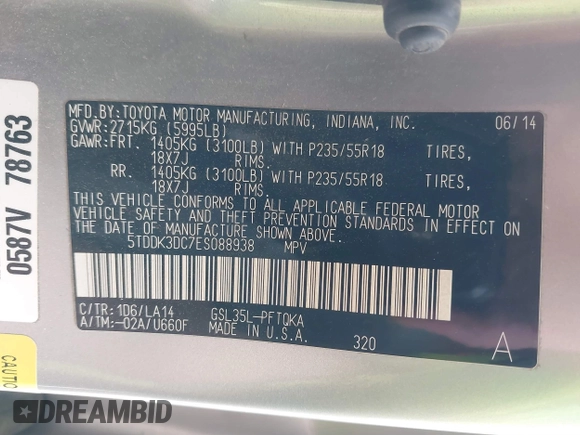 MFD.BY:TOYOTA MOTOR MANUFACTURING, INDIANA, INC. 06/14
GVWR:2715KG (5995LB)
GAWR:FRT. 1405KG (3100LB) WITH P235/55R18 TIRES,
18X7J RIMS.
RR. 1405KG (3100LB) WITH P235/55R18 TIRES,
18X7J RIMS.
THIS VEHICLE CONFORMS TO ALL APPLICABLE FEDERAL MOTOR
VEHICLE SAFETY AND THEFT PREVENTION STANDARDS IN EFFECT ON
THE DATE OF MANUFACTURE SHOWN ABOVE.
5TDDK3DC7ES088938 MPV
C/TR:1D6/LA14 GSL35L-PFTQKA
A/TM:-02A/U660F MADE IN U.S.A. 320 A
0587V 78763
CAUTIO
DREAMBID